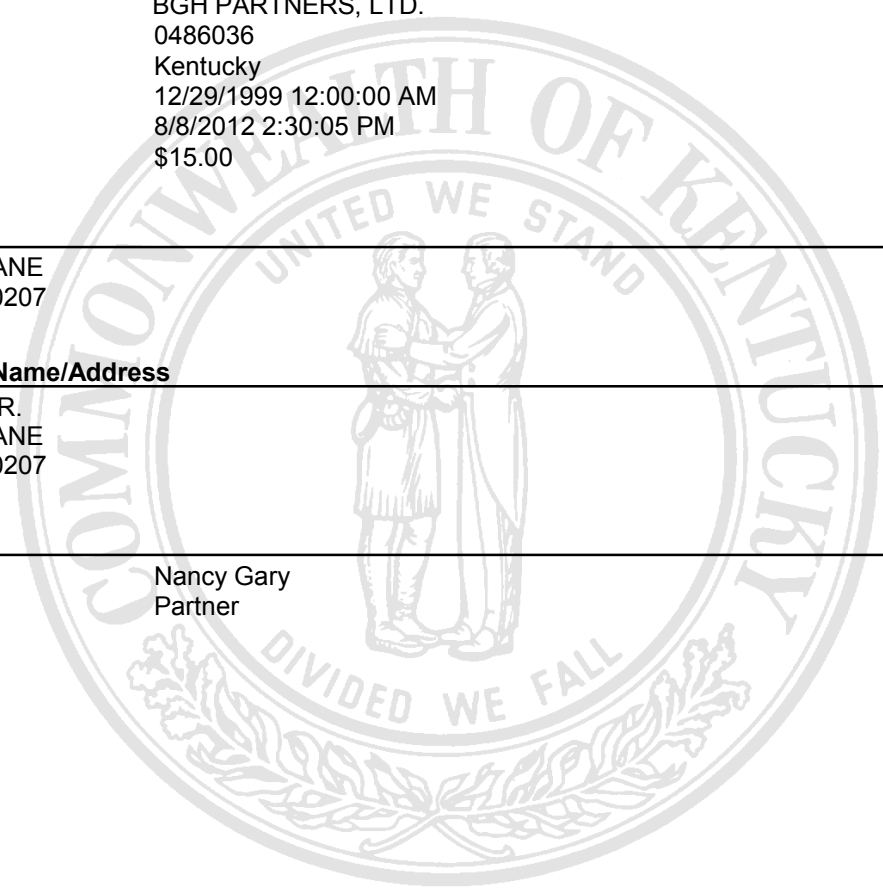 BGH PARTNERS, LTD.
0486036
Kentucky
12/29/1999 12:00:00 AM
8/8/2012 2:30:05 PM
$15.00
ANE
0207
Name/Address
R.
ANE
0207
Nancy Gary
Partner
COMMONWEALTH OF KENTUCKY
UNITED WE STAND
DIVIDED WE FALL